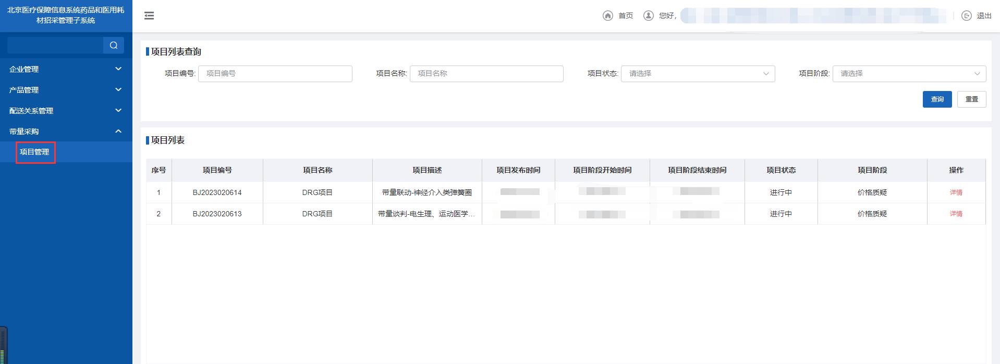 北京医疗保障信息系统药品和医用耗
材招采管理子系统
首页 您好, 退出
企业管理
产品管理
配送关系管理
带量采购
项目管理
项目列表查询
项目编号: 项目编号 项目名称: 项目名称 项目状态: 请选择 项目阶段: 请选择
查询 重置
项目列表
序号 项目编号 项目名称 项目描述 项目发布时间 项目阶段开始时间 项目阶段结束时间 项目状态 项目阶段 操作
1 BJ2023020614 DRG项目 带量联动-神经介入类弹簧圈 进行中 价格质疑 详情
2 BJ2023020613 DRG项目 带量谈判-电生理、运动医学... 进行中 价格质疑 详情